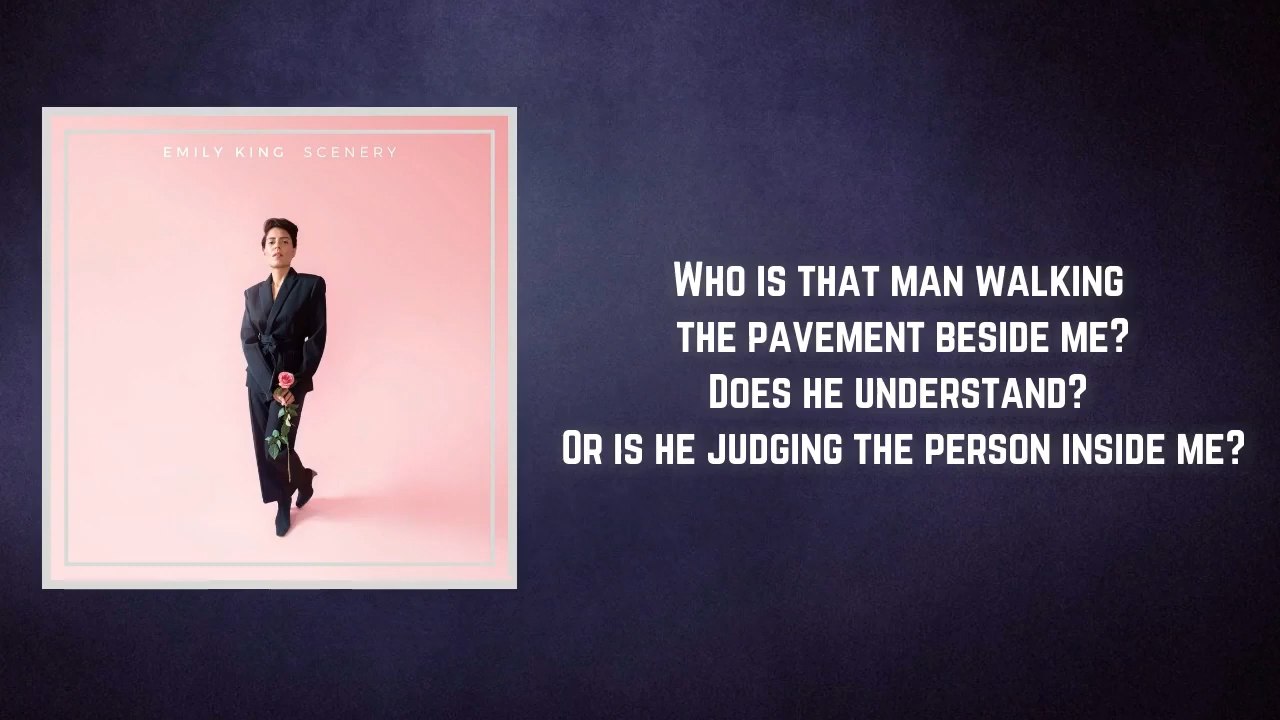 EMILY KING SCENERY
WHO IS THAT MAN WALKING
THE PAVEMENT BESIDE ME?
DOES HE UNDERSTAND?
OR IS HE JUDGING THE PERSON INSIDE ME?